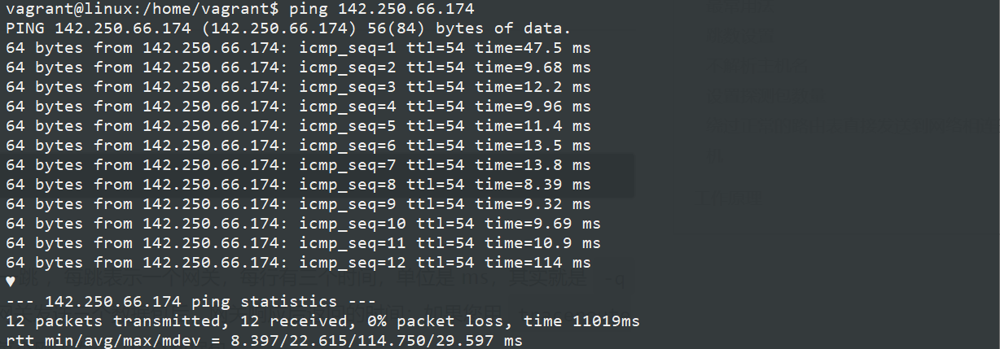 vagrant@linux:/home/vagrant$ ping 142.250.66.174
PING 142.250.66.174 (142.250.66.174) 56(84) bytes of data.
64 bytes from 142.250.66.174: icmp_seq=1 ttl=54 time=47.5 ms
64 bytes from 142.250.66.174: icmp_seq=2 ttl=54 time=9.68 ms
64 bytes from 142.250.66.174: icmp_seq=3 ttl=54 time=12.2 ms
64 bytes from 142.250.66.174: icmp_seq=4 ttl=54 time=9.96 ms
64 bytes from 142.250.66.174: icmp_seq=5 ttl=54 time=11.4 ms
64 bytes from 142.250.66.174: icmp_seq=6 ttl=54 time=13.5 ms
64 bytes from 142.250.66.174: icmp_seq=7 ttl=54 time=13.8 ms
64 bytes from 142.250.66.174: icmp_seq=8 ttl=54 time=8.39 ms
64 bytes from 142.250.66.174: icmp_seq=9 ttl=54 time=9.32 ms
64 bytes from 142.250.66.174: icmp_seq=10 ttl=54 time=9.69 ms
64 bytes from 142.250.66.174: icmp_seq=11 ttl=54 time=10.9 ms
64 bytes from 142.250.66.174: icmp_seq=12 ttl=54 time=114 ms
♥
--- 142.250.66.174 ping statistics ---
12 packets transmitted, 12 received, 0% packet loss, time 11019ms
rtt min/avg/max/mdev = 8.397/22.615/114.750/29.597 ms